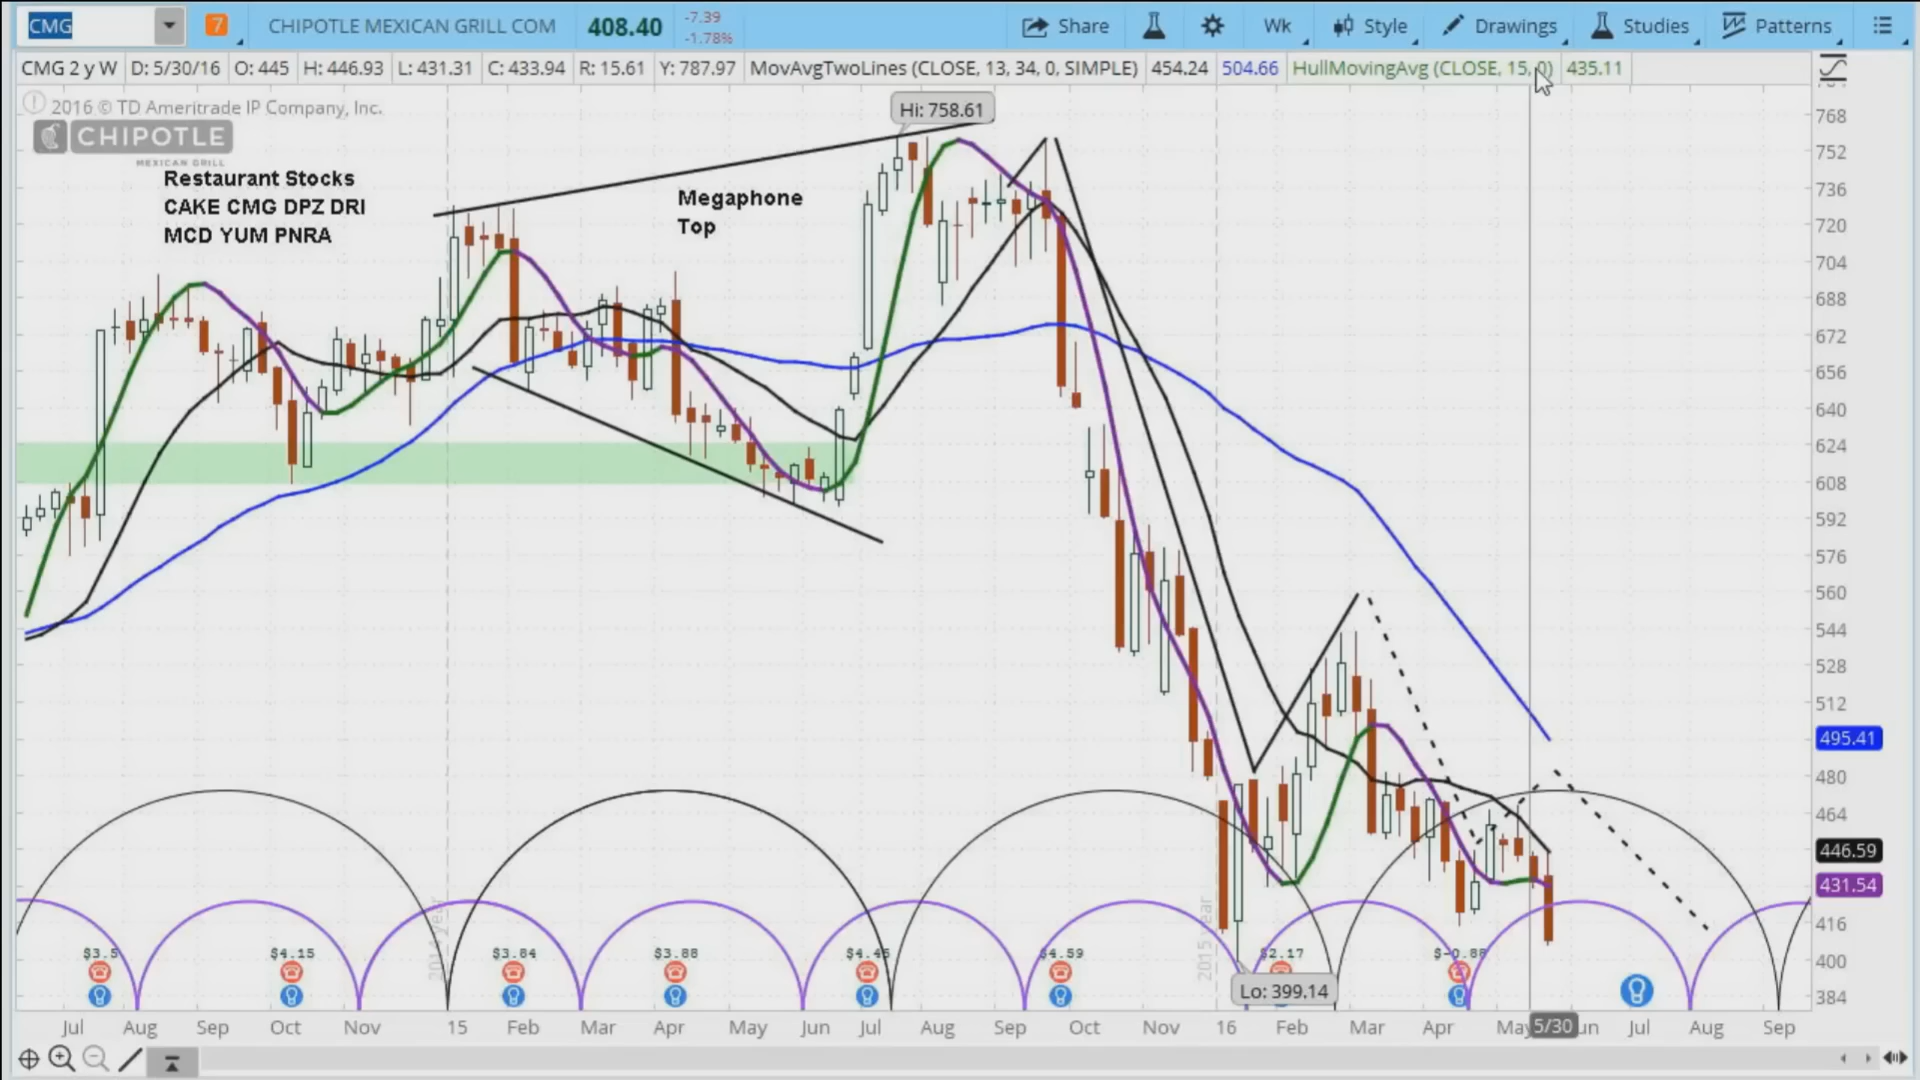 CMG 7 CHIPOTLE MEXICAN GRILL COM 408.40 -7.39 -1.78% Share Wk Style Drawings Studies Patterns
CMG 2 y W D: 5/30/16 O: 445 H: 446.93 L: 431.31 C: 433.94 R: 15.61 Y: 787.97 MovAvgTwoLines (CLOSE, 13, 34, 0, SIMPLE) 454.24 504.66 HullMovingAvg (CLOSE, 15, 0) 435.11
2016 © TD Ameritrade IP Company, Inc.
CHIPOTLE
MEXICAN GRILL
Restaurant Stocks
CAKE CMG DPZ DRI
MCD YUM PNRA
Megaphone
Top
Hi: 758.61
768
752
736
720
704
688
672
656
640
624
608
592
576
560
544
528
512
495.41
480
464
446.59
431.54
416
400
384
2014 year
2015 year
$3.5 $4.15 $3.84 $3.88 $4.59 $2.17
Lo: 399.14
Jul Aug Sep Oct Nov 15 Feb Mar Apr May Jun Jul Aug Sep Oct Nov 16 Feb Mar Apr 5/30 Jul Aug Sep